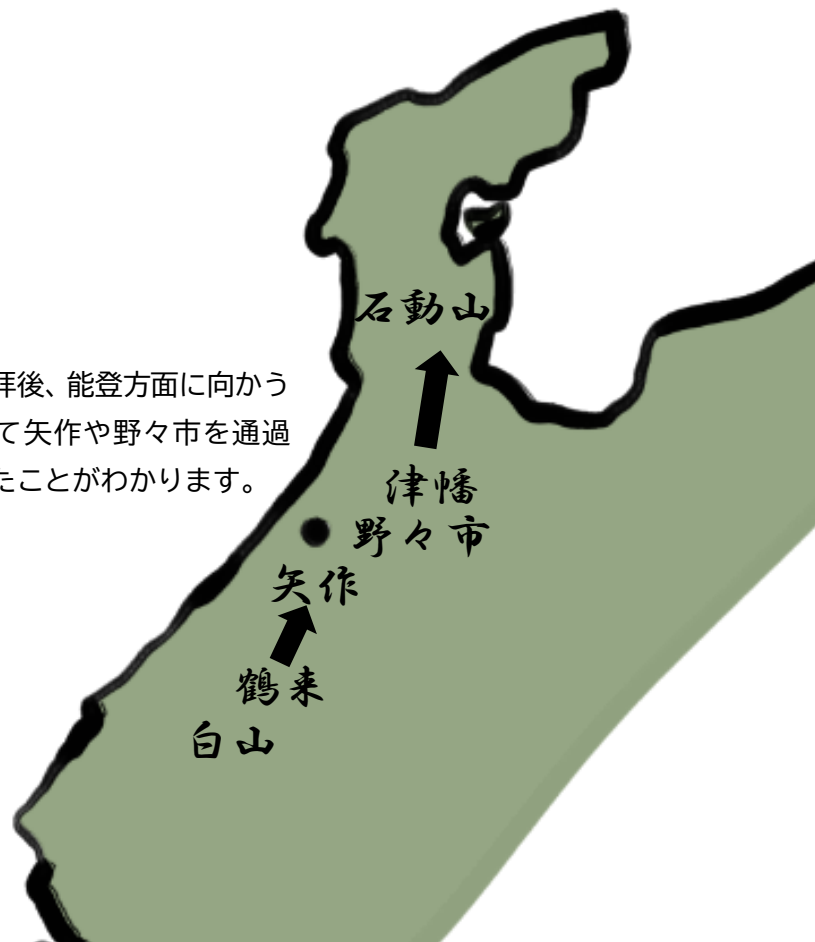 石動山
拝後、能登方面に向かう
て矢作や野々市を通過
たことがわかります。
津幡
野々市
矢作
鶴来
白山